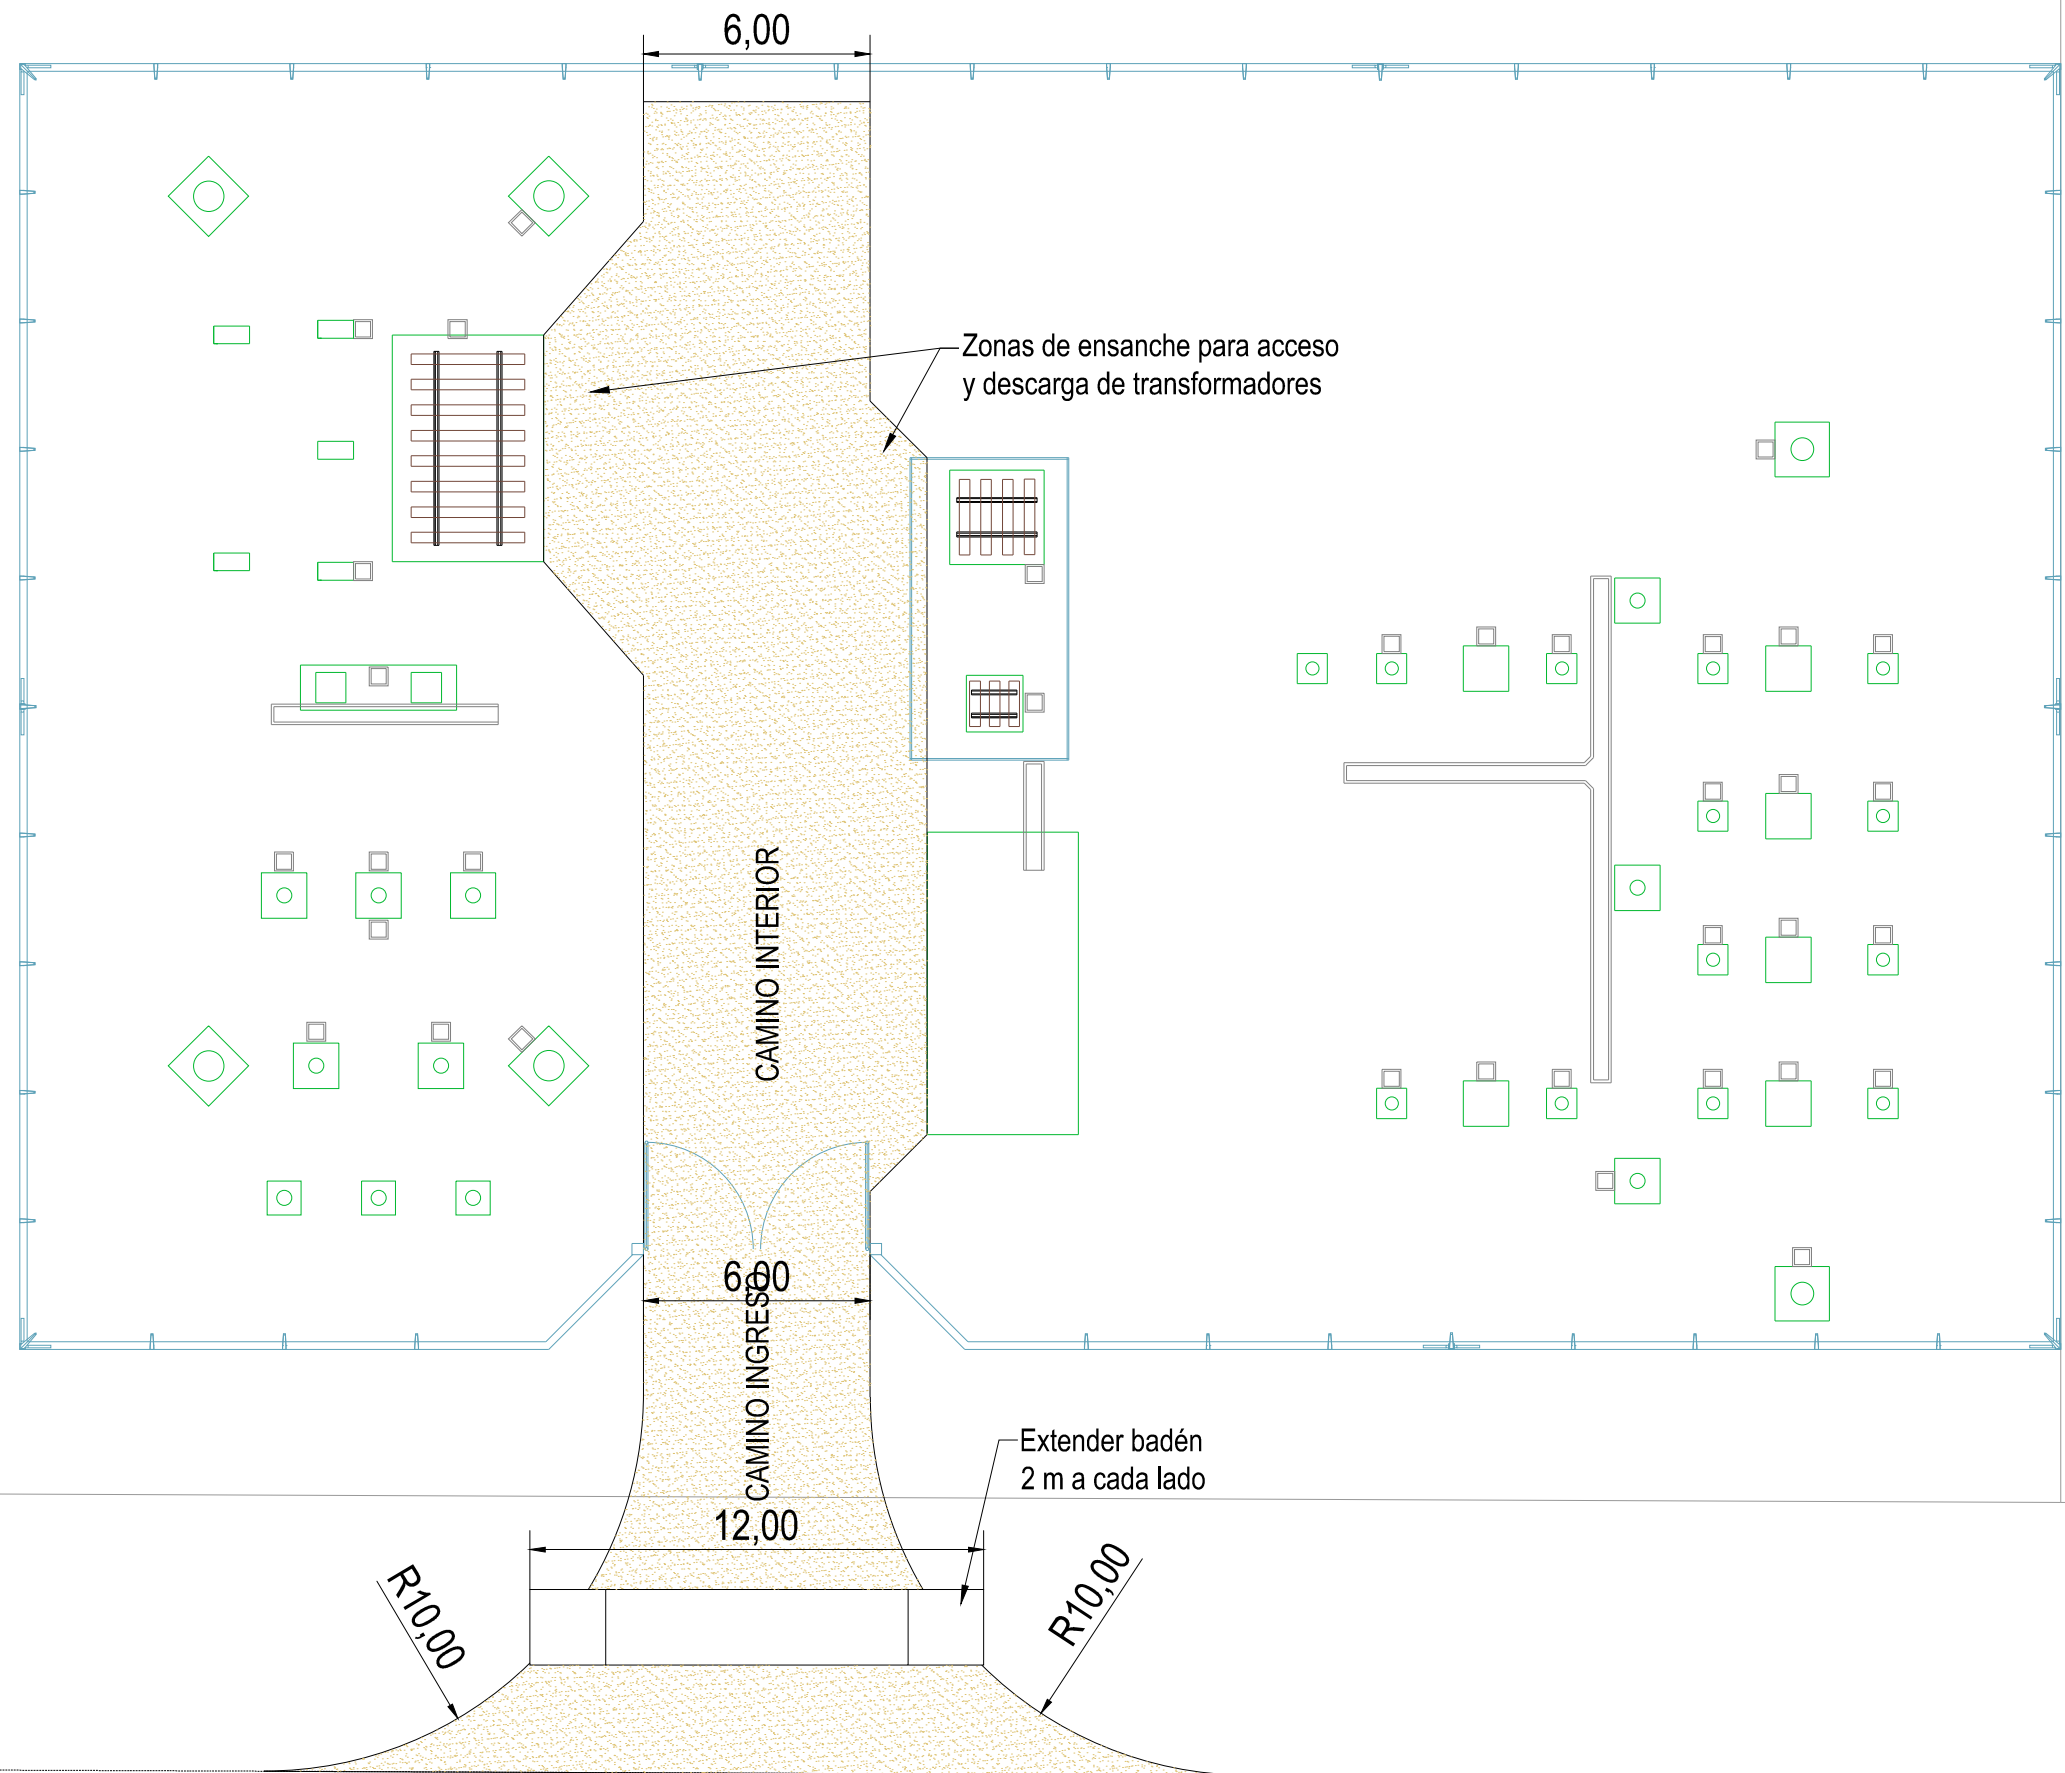 6,00
Zonas de ensanche para acceso
y descarga de transformadores
CAMINO INTERIOR
6,00
CAMINO INGRESO
Extender badén
2 m a cada lado
12,00
R10,00
R10,00